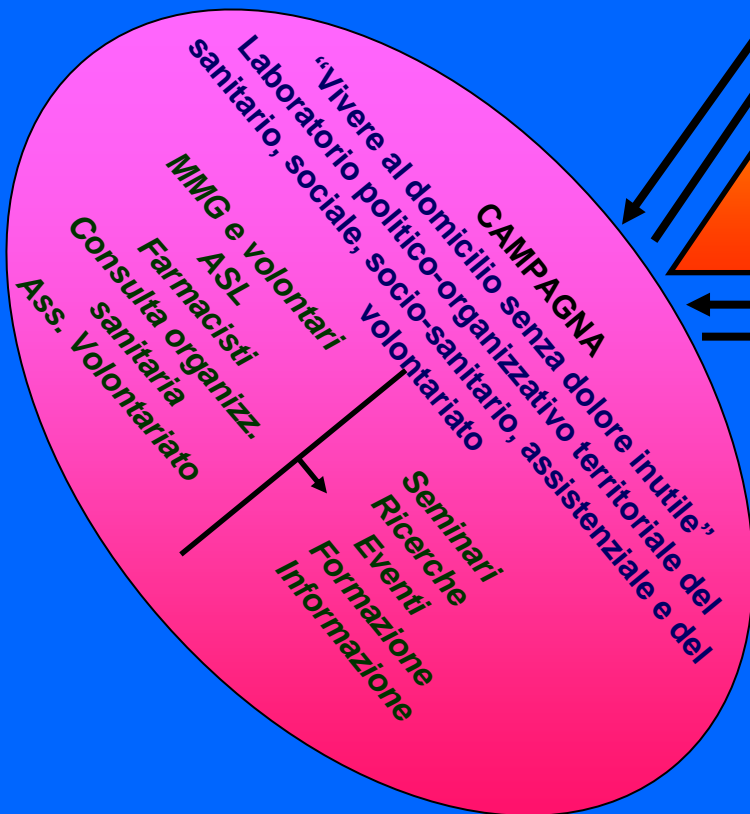 CAMPAGNA
“Vivere al domicilio senza dolore inutile”
Laboratorio politico-organizzativo territoriale del
sanitario, sociale, socio-sanitario, assistenziale e del
volontariato
MMG e volontari
ASL
Farmacisti
Consulta organizz.
sanitaria
Ass. Volontariato
Seminari
Ricerche
Eventi
Formazione
Informazione